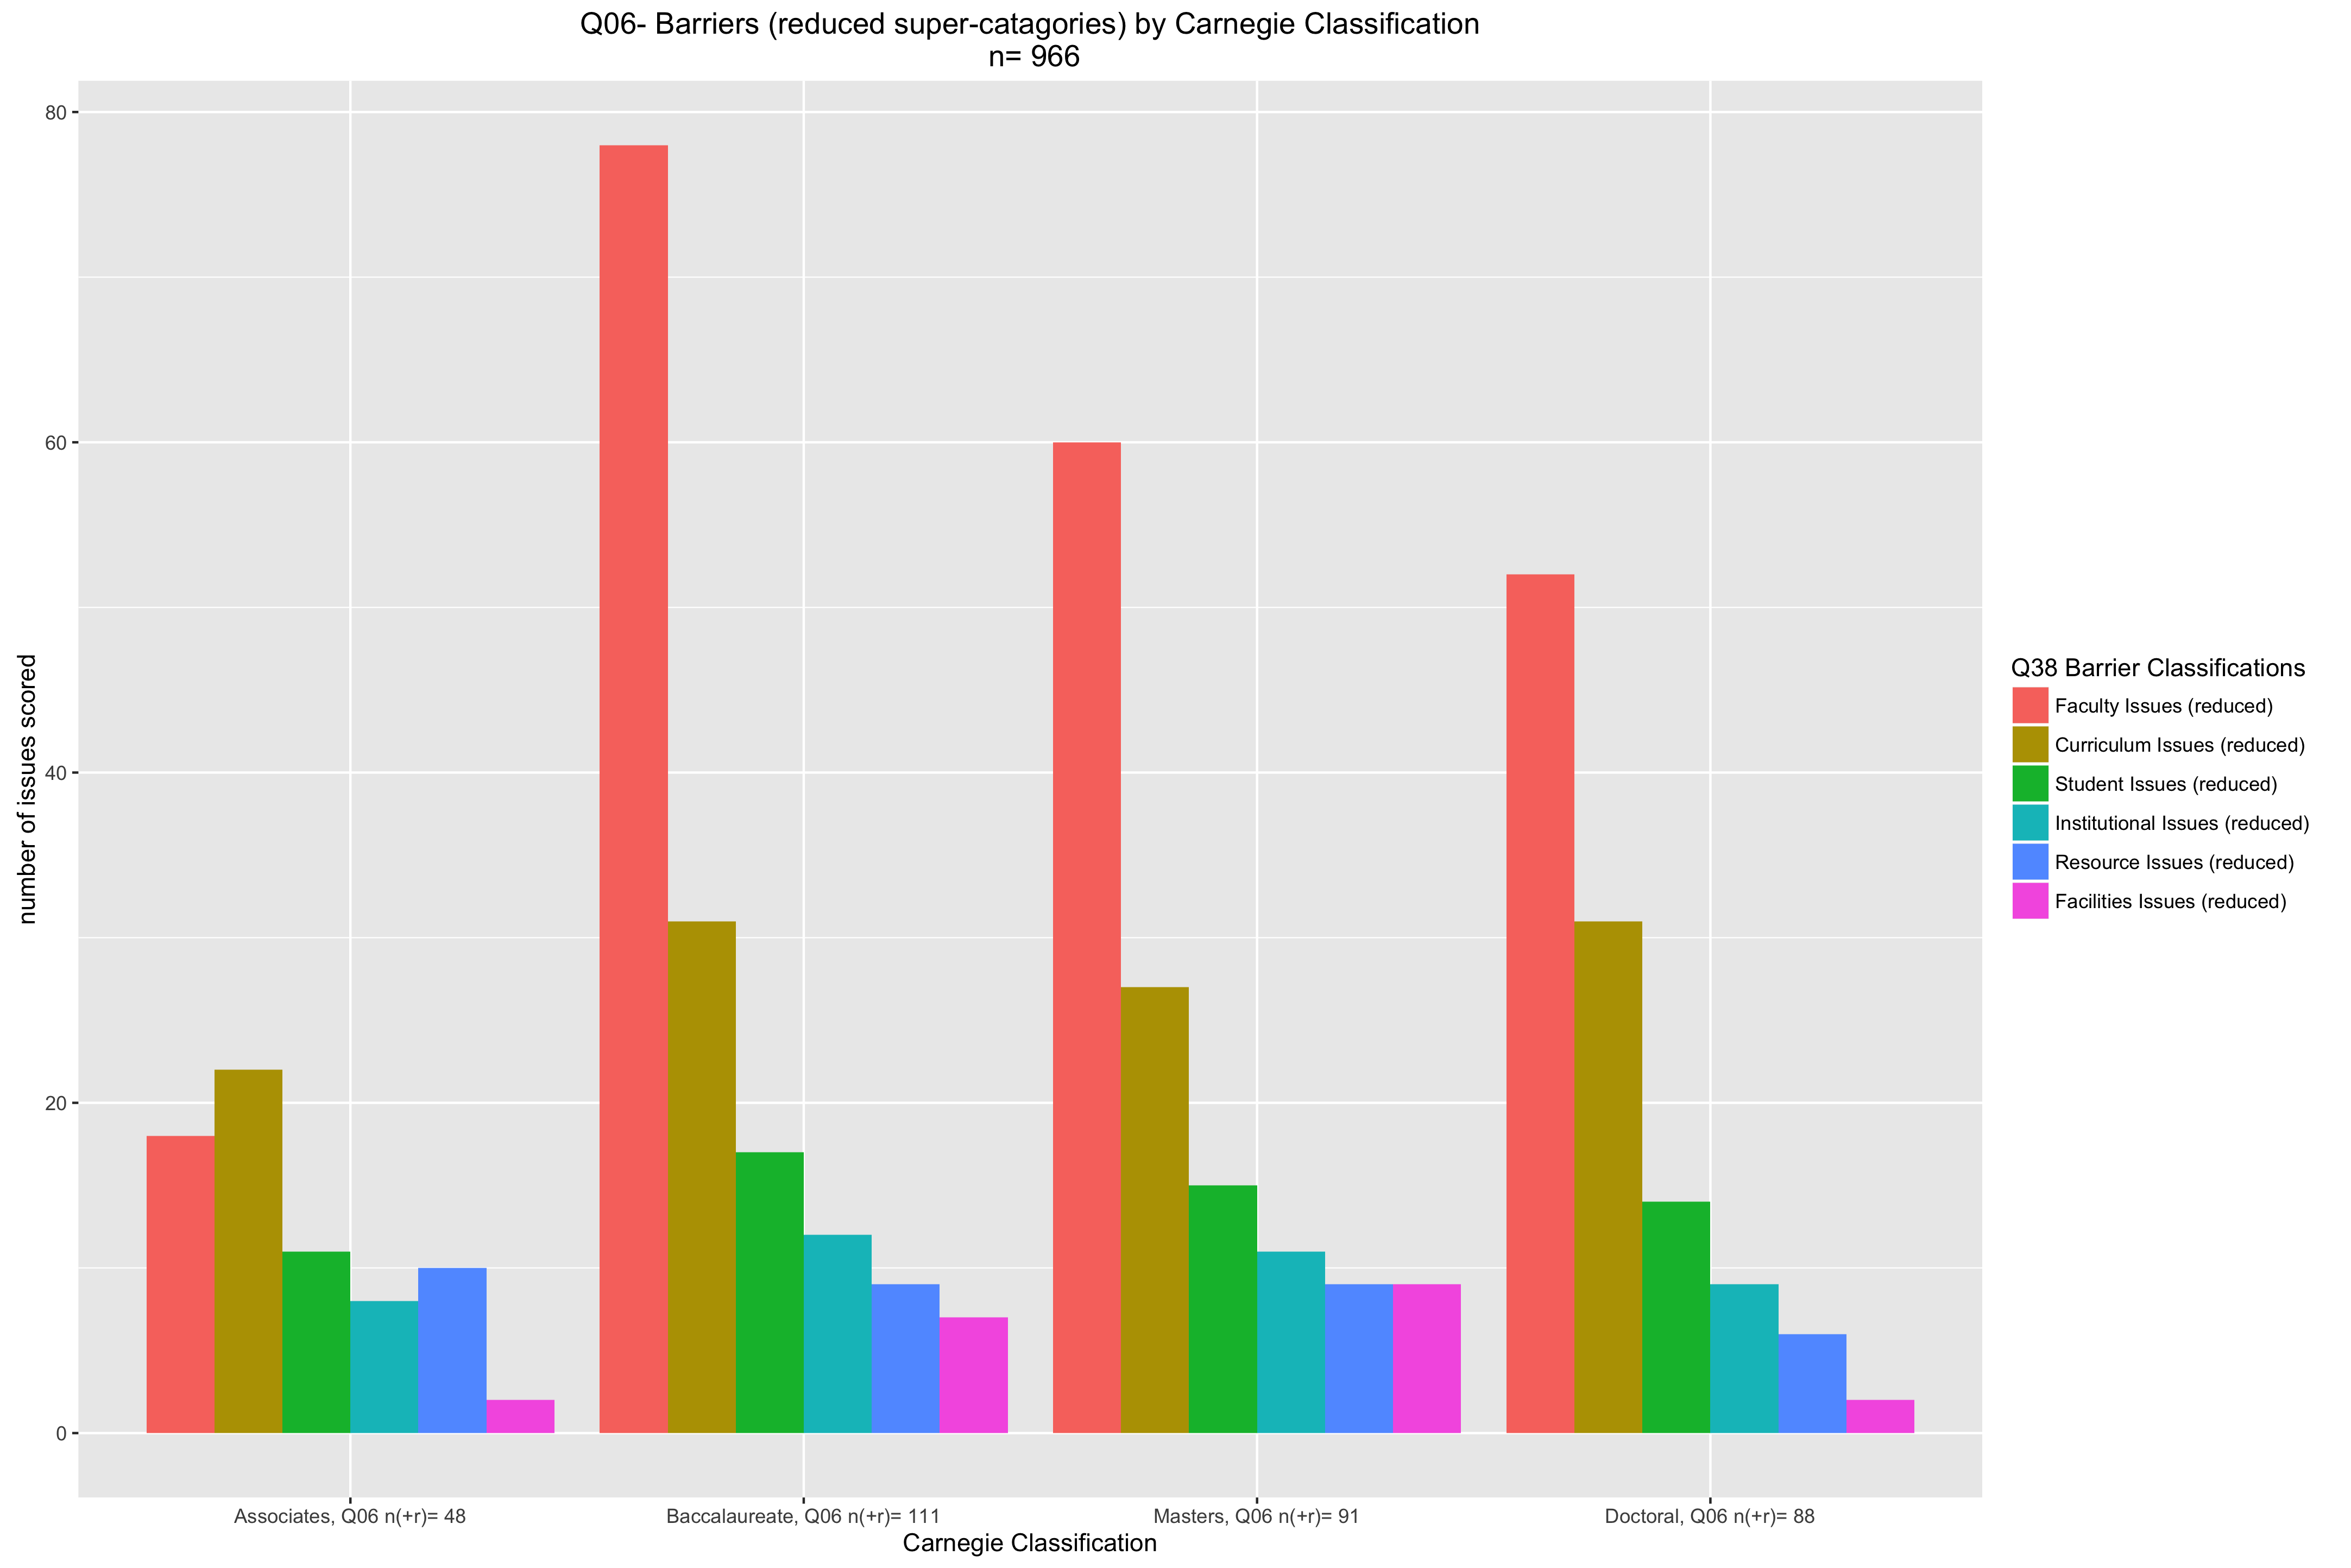 Q06- Barriers (reduced super-catagories) by Carnegie Classification
n= 966
80
60
40
20
0
number of issues scored
Associates, Q06 n(+r)= 48
Baccalaureate, Q06 n(+r)= 111
Masters, Q06 n(+r)= 91
Doctoral, Q06 n(+r)= 88
Carnegie Classification
Q38 Barrier Classifications
Faculty Issues (reduced)
Curriculum Issues (reduced)
Student Issues (reduced)
Institutional Issues (reduced)
Resource Issues (reduced)
Facilities Issues (reduced)